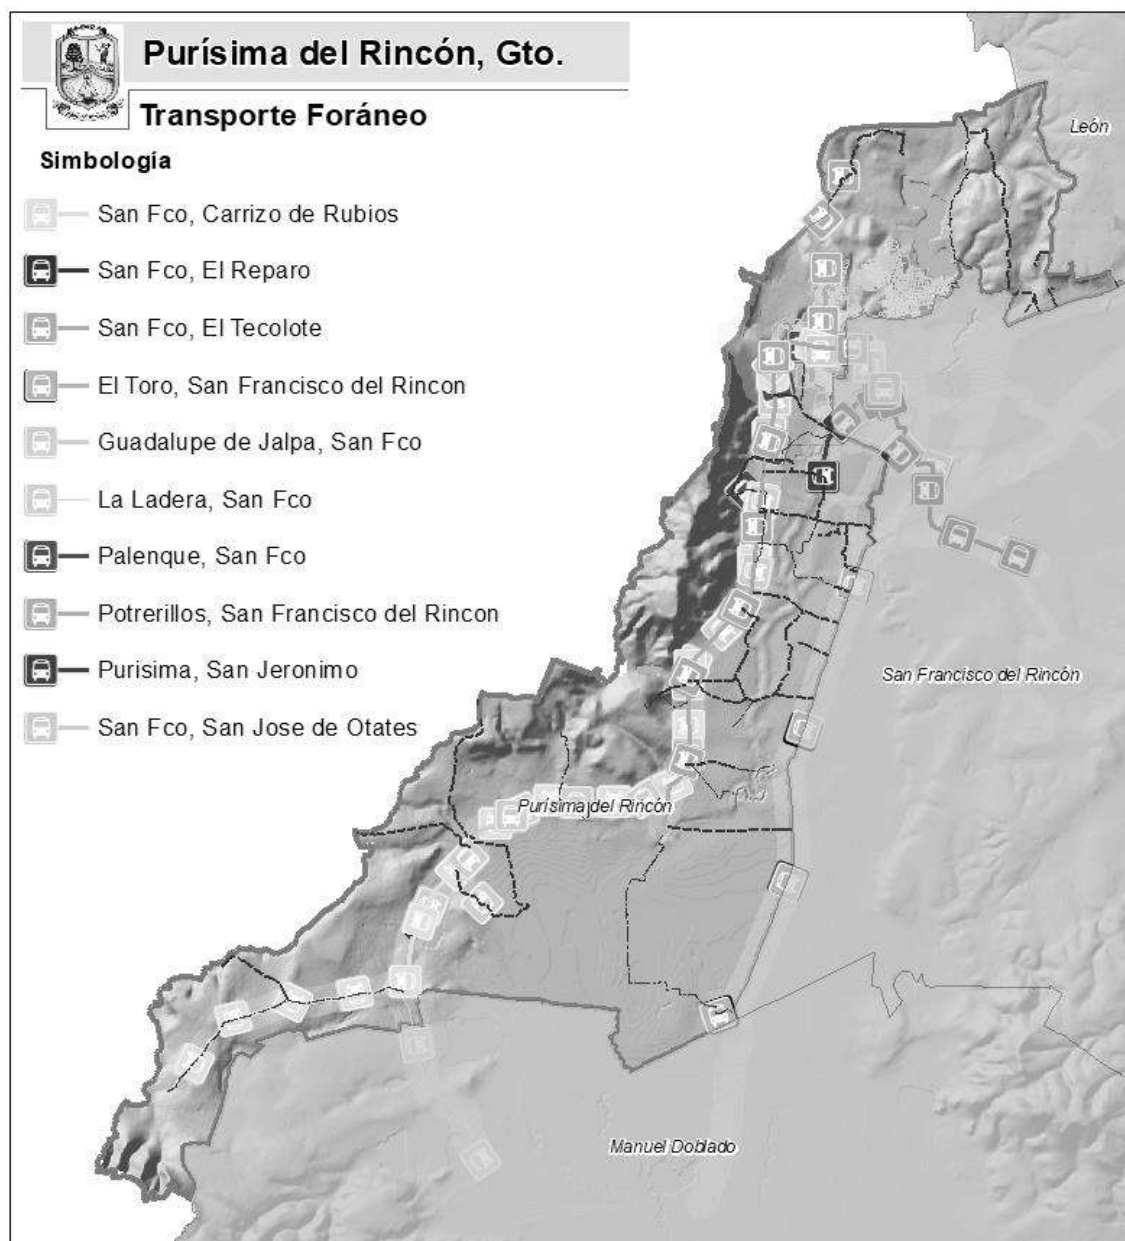 Purísima del Rincón, Gto.
Transporte Foráneo
Simbología
San Fco, Carrizo de Rubios
San Fco, El Reparo
San Fco, El Tecolote
El Toro, San Francisco del Rincon
Guadalupe de Jalpa, San Fco
La Ladera, San Fco
Palenque, San Fco
Potrerillos, San Francisco del Rincon
Purisima, San Jeronimo
San Fco, San Jose de Otates
León
San Francisco del Rincón
Purísima del Rincón
Manuel Doblado